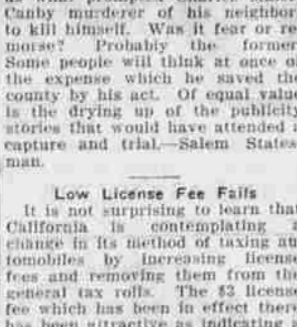 Canby murderer of his neighbor,
to kill himself. Was it fear or re-
morse? Probably the former.
Some people will think at once of
the expense which he saved the
county by his act. Of equal value
is the drying up of the publicity
stories that would have attended a
capture and trial.—Salem States-
man.
Low License Fee Fails
It is not surprising to learn that
California is contemplating a
change in its method of taxing au-
tomobiles by increasing license
fees and removing them from the
general tax rolls. The $3 license
fee which has been in effect there
has been attractive as indicating